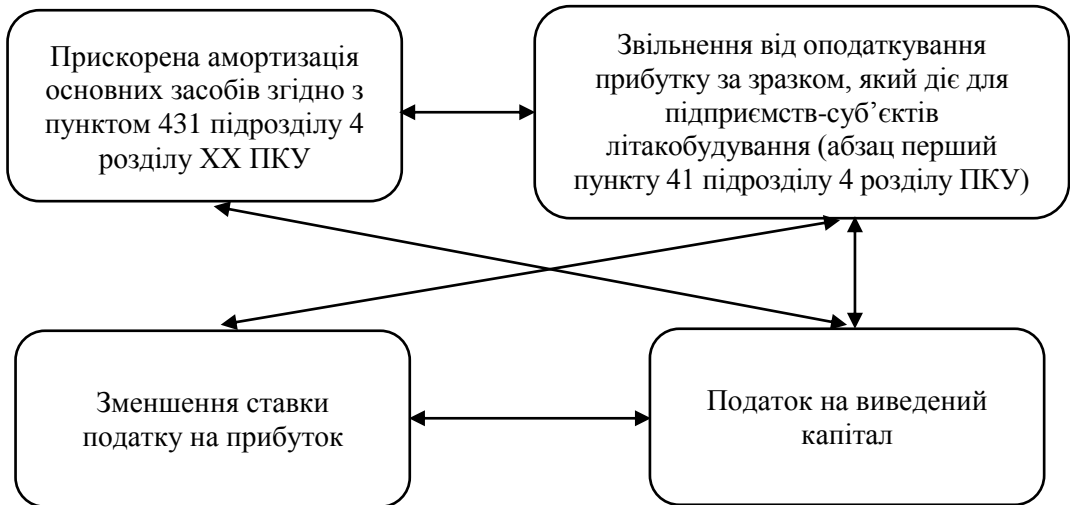 Прискорена амортизація
основних засобів згідно з
пунктом 431 підрозділу 4
розділу ХХ ПКУ
Звільнення від оподаткування
прибутку за зразком, який діє для
підприємств-суб’єктів
літакобудування (абзац перший
пункту 41 підрозділу 4 розділу ПКУ)
Зменшення ставки
податку на прибуток
Податок на виведений
капітал